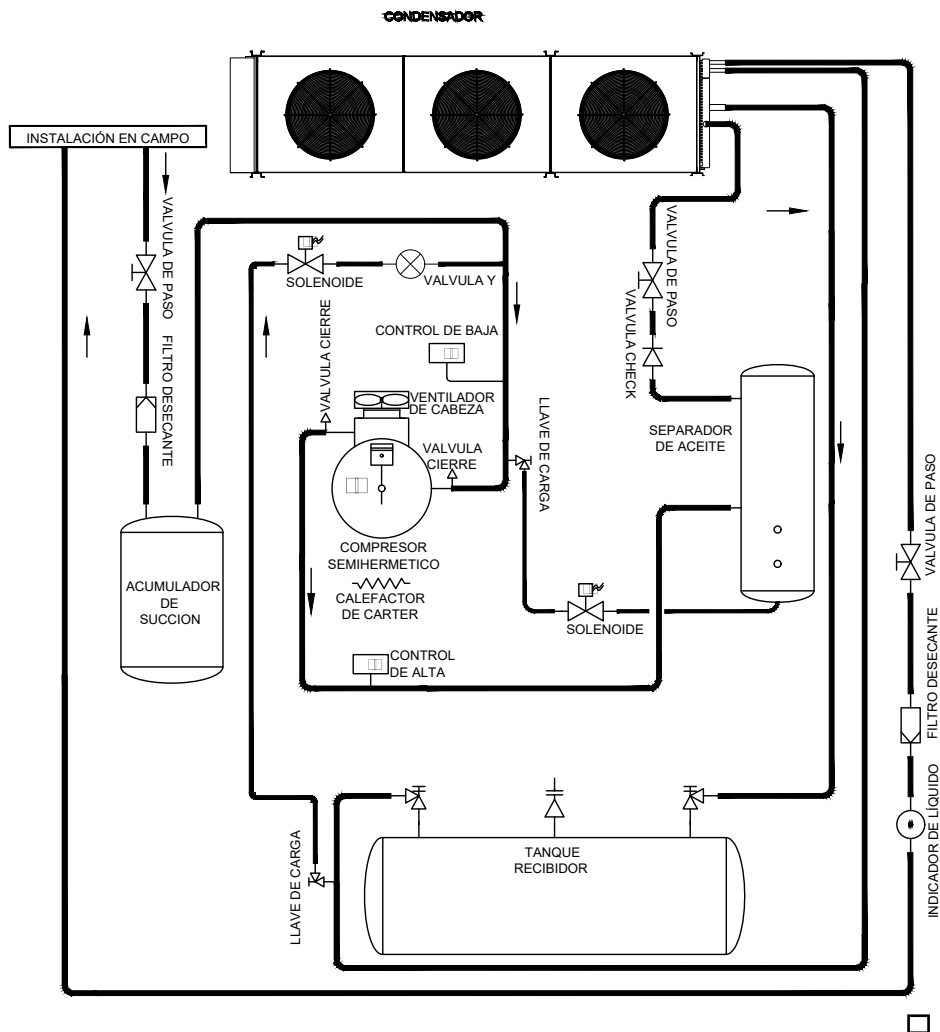 CONDENSADOR
INSTALACIÓN EN CAMPO
VALVULA DE PASO
FILTRO DESECANTE
SOLENOIDE
VALVULA Y
VALVULA DE PASO
VALVULA CHECK
CONTROL DE BAJA
VALVULA CIERRE
VENTILADOR
DE CABEZA
VALVULA
CIERRE
LLAVE DE CARGA
SEPARADOR
DE ACEITE
COMPRESOR
SEMIHERMETICO
CALEFACTOR
DE CARTER
ACUMULADOR
DE
SUCCION
SOLENOIDE
CONTROL
DE ALTA
VALVULA DE PASO
FILTRO DESECANTE
INDICADOR DE LÍQUIDO
LLAVE DE CARGA
TANQUE
RECIBIDOR